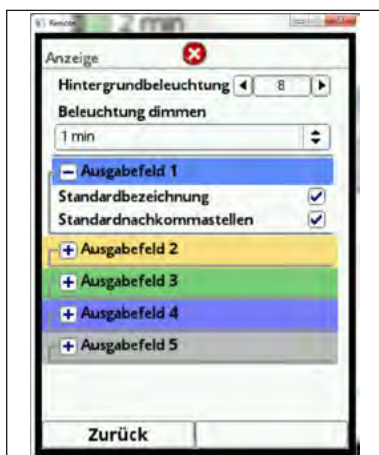 Remote
2 min
Anzeige
Hintergrundbeleuchtung 8
Beleuchtung dimmen
1 min
Ausgabefeld 1
Standardbezeichnung
Standardnachkommastellen
Ausgabefeld 2
Ausgabefeld 3
Ausgabefeld 4
Ausgabefeld 5
Zurück